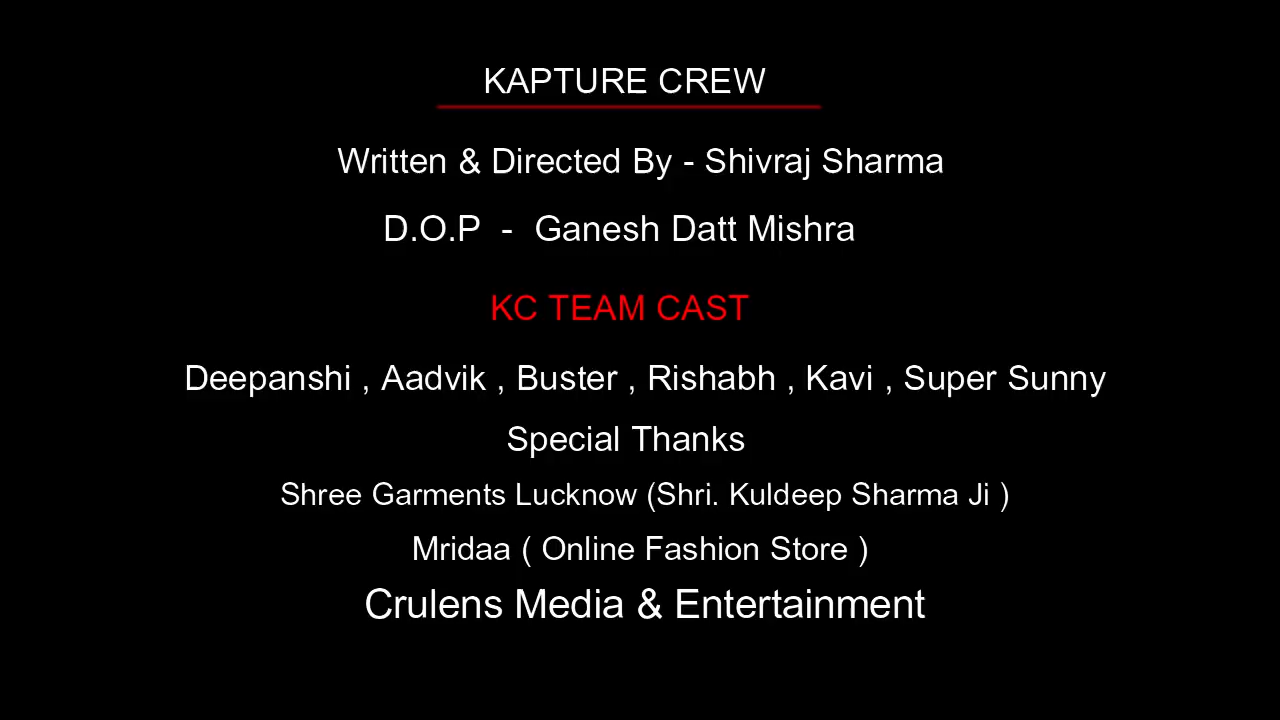 KAPTURE CREW
Written & Directed By - Shivraj Sharma
D.O.P - Ganesh Datt Mishra
KC TEAM CAST
Deepanshi , Aadvik , Buster , Rishabh , Kavi , Super Sunny
Special Thanks
Shree Garments Lucknow (Shri. Kuldeep Sharma Ji )
Mridaa ( Online Fashion Store )
Crulens Media & Entertainment